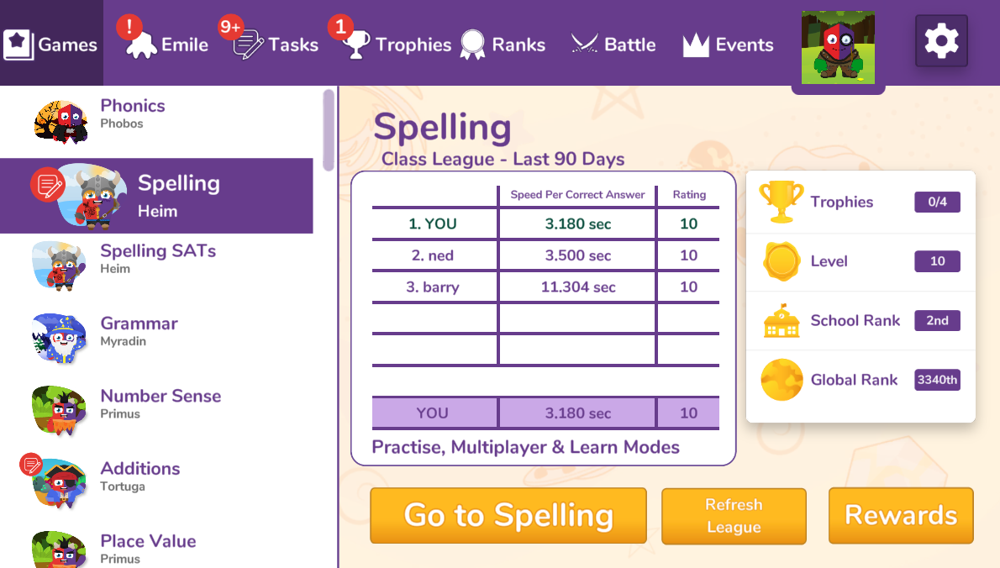 Games
!
Emile
9+
Tasks
1
Trophies
Ranks
Battle
Events
Phonics
Phobos
Spelling
Heim
Spelling SATs
Heim
Grammar
Myradin
Number Sense
Primus
Additions
Tortuga
Place Value
Primus
Spelling
Class League - Last 90 Days
Speed Per Correct Answer Rating
1. YOU 3.180 sec 10
2. ned 3.500 sec 10
3. barry 11.304 sec 10
YOU 3.180 sec 10
Practise, Multiplayer & Learn Modes
Trophies 0/4
Level 10
School Rank 2nd
Global Rank 3340th
Go to Spelling
Refresh
League
Rewards